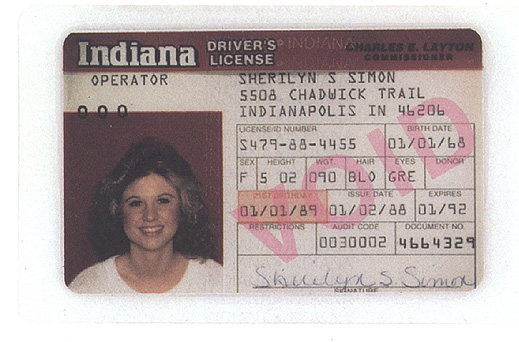 Indiana DRIVER'S LICENSE
INDIANA
CHARLES E. LAYTON
COMMISSIONER
OPERATOR
000
SHERILYN S SIMON
5508 CHADWICK TRAIL
INDIANAPOLIS IN 46206
LICENSE/ID NUMBER BIRTH DATE
S479-88-4455 01/01/68
SEX HEIGHT WGT. HAIR EYES DONOR
F 5 02 090 BLO GRE
21ST BIRTHDAY ISSUE DATE EXPIRES
01/01/89 01/02/88 01/92
RESTRICTIONS AUDIT CODE DOCUMENT NO.
0030002 4664329
VOID
Sherilyn S. Simon
SIGNATURE